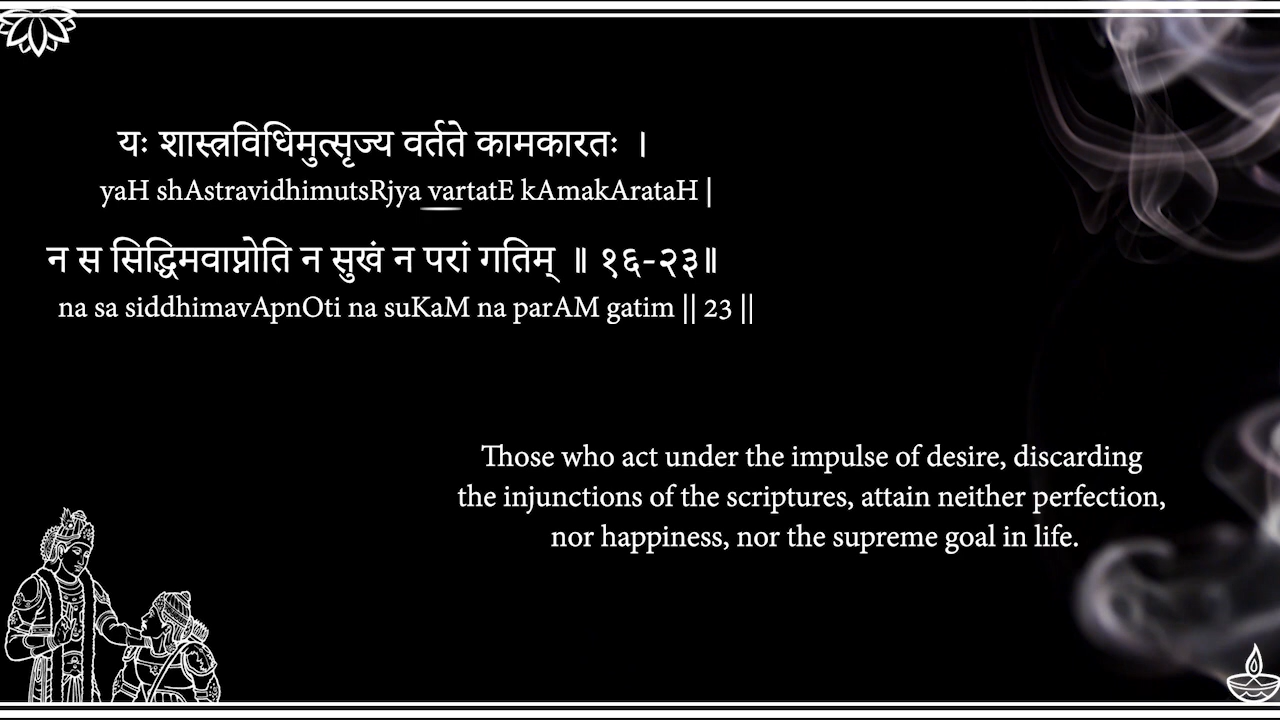 यः शास्त्रविधिमुत्सृज्य वर्तते कामकारतः ।
yaH shAstravidhimutsRjya vartatE kAmakArataH |
न स सिद्धिमवाप्नोति न सुखं न परां गतिम् ॥ १६-२३॥
na sa siddhimavApnOti na suKaM na parAM gatim || 23 ||
Those who act under the impulse of desire, discarding
the injunctions of the scriptures, attain neither perfection,
nor happiness, nor the supreme goal in life.